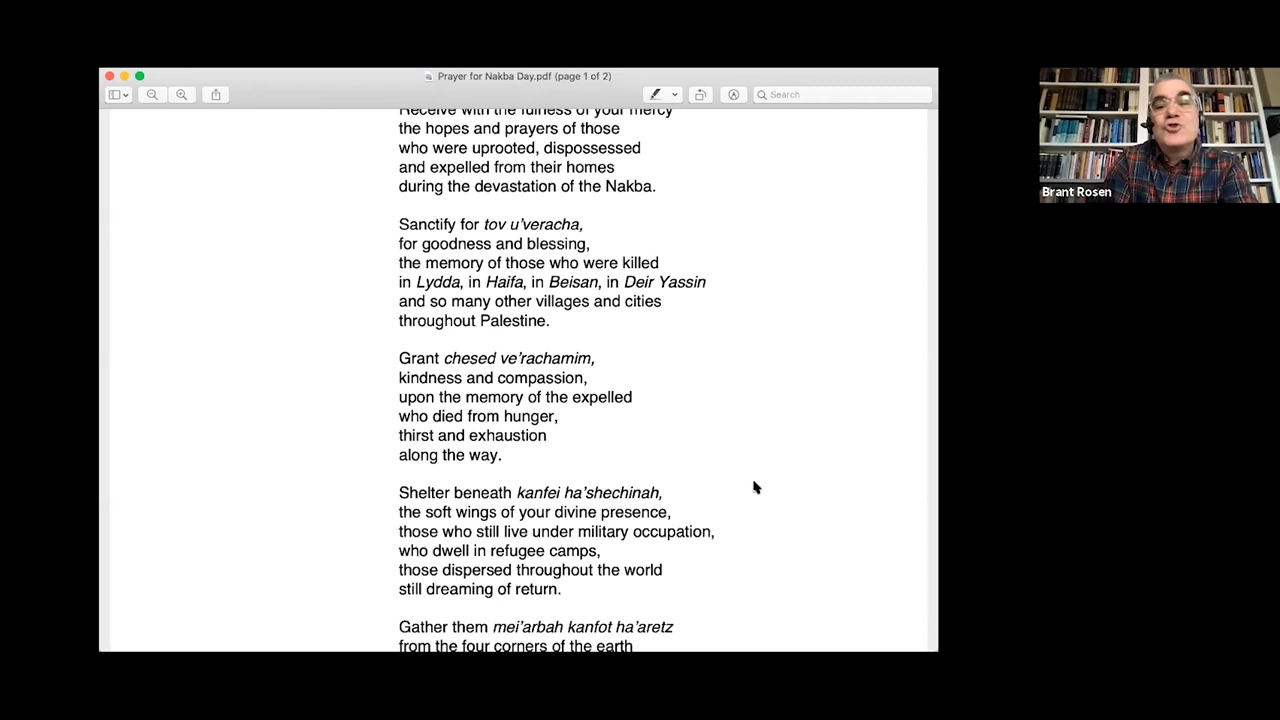 Prayer for Nakba Day.pdf (page 1 of 2)
Search
Receive with the fulness of your mercy
the hopes and prayers of those
who were uprooted, dispossessed
and expelled from their homes
during the devastation of the Nakba.
Sanctify for tov u’veracha,
for goodness and blessing,
the memory of those who were killed
in Lydda, in Haifa, in Beisan, in Deir Yassin
and so many other villages and cities
throughout Palestine.
Grant chesed ve’rachamim,
kindness and compassion,
upon the memory of the expelled
who died from hunger,
thirst and exhaustion
along the way.
Shelter beneath kanfei ha’shechinah,
the soft wings of your divine presence,
those who still live under military occupation,
who dwell in refugee camps,
those dispersed throughout the world
still dreaming of return.
Gather them mei’arbah kanfot ha’aretz
from the four corners of the earth
Brant Rosen